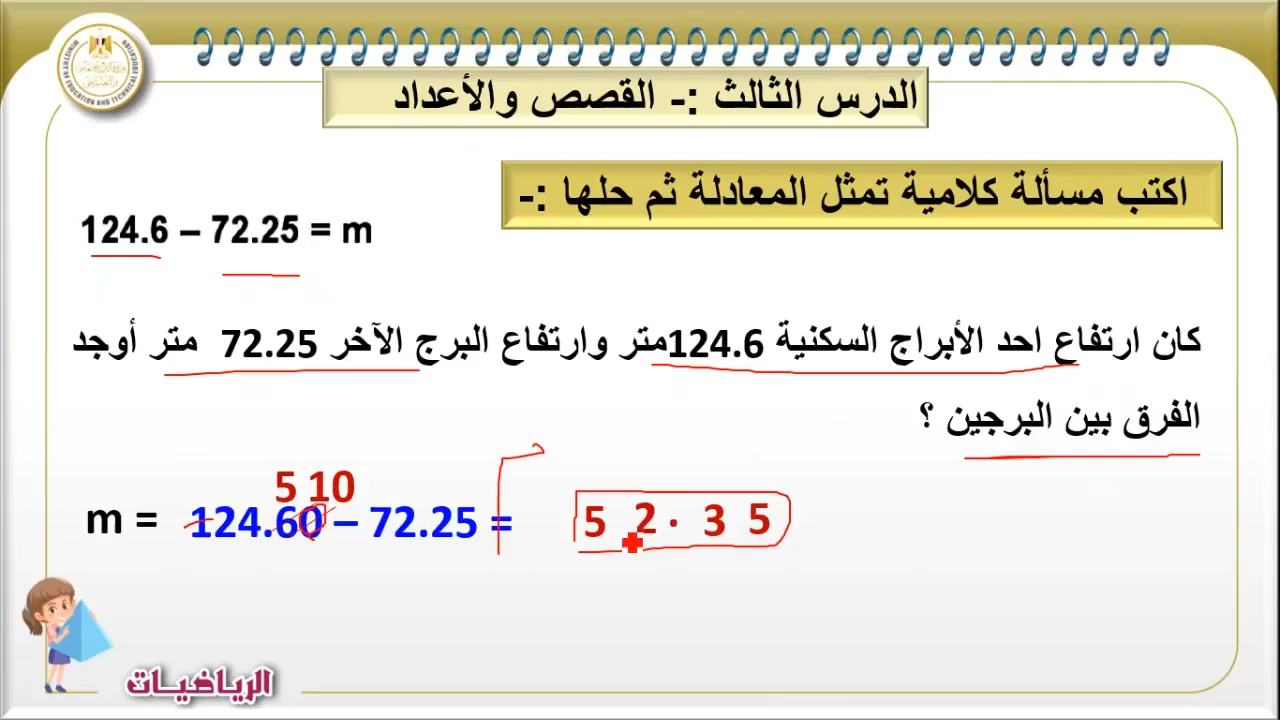 الدرس الثالث :- القصص والأعداد
اكتب مسألة كلامية تمثل المعادلة ثم حلها :-
124.6 – 72.25 = m
كان ارتفاع احد الأبراج السكنية 124.6متر وارتفاع البرج الآخر 72.25 متر أوجد
الفرق بين البرجين ؟
5 10
m = 124.60 – 72.25 = 5 2 . 3 5
الرياضيات